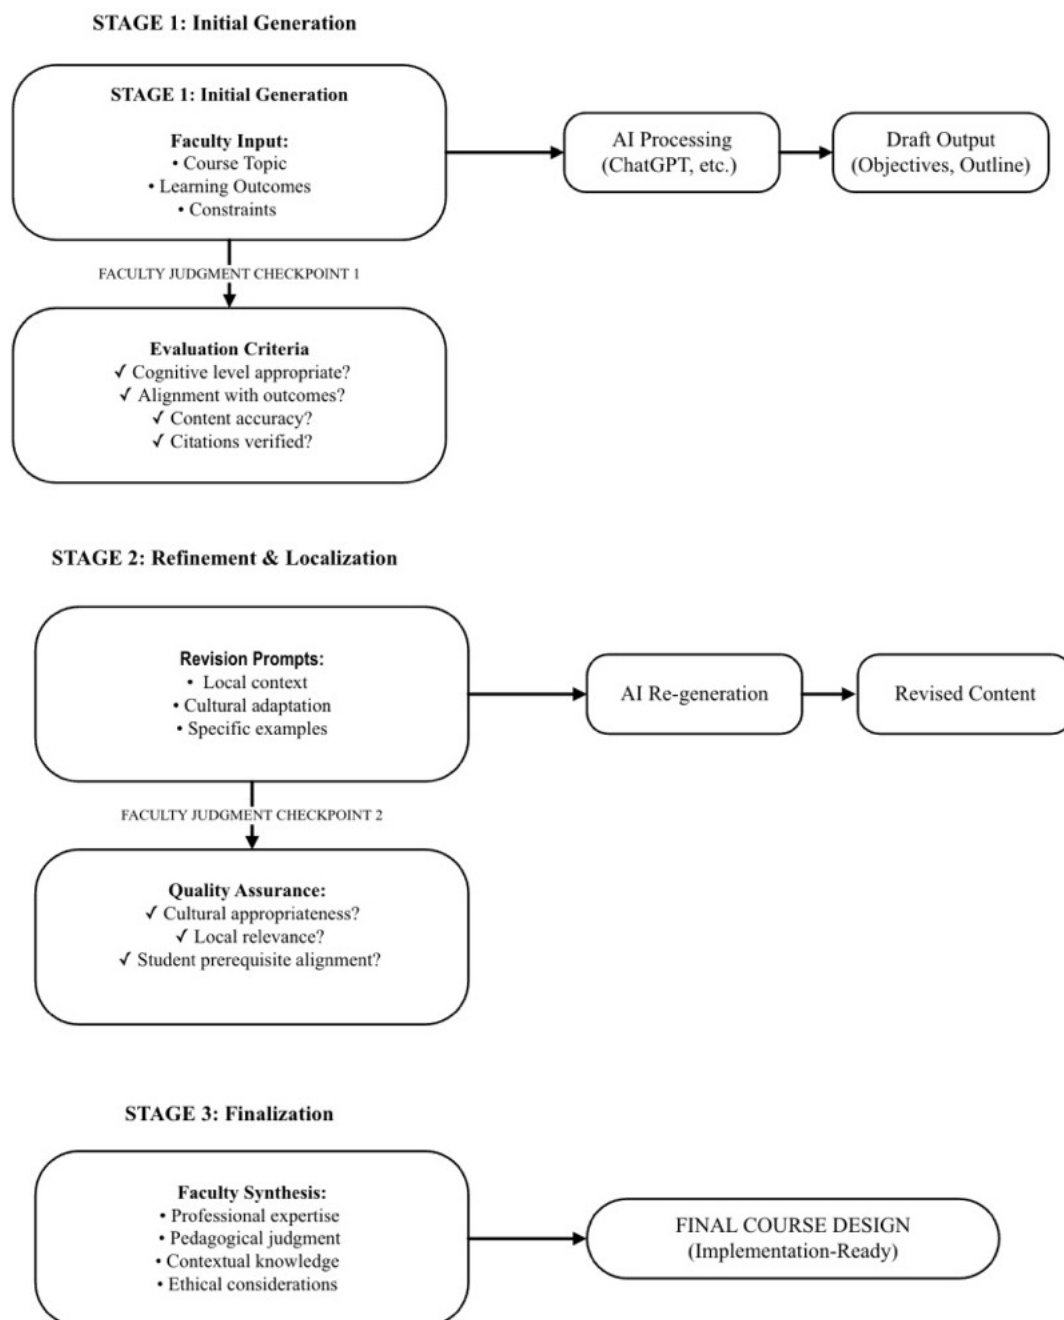 STAGE 1: Initial Generation
STAGE 1: Initial Generation
Faculty Input:
• Course Topic
• Learning Outcomes
• Constraints
AI Processing
(ChatGPT, etc.)
Draft Output
(Objectives, Outline)
FACULTY JUDGMENT CHECKPOINT 1
Evaluation Criteria
✓ Cognitive level appropriate?
✓ Alignment with outcomes?
✓ Content accuracy?
✓ Citations verified?
STAGE 2: Refinement & Localization
Revision Prompts:
• Local context
• Cultural adaptation
• Specific examples
AI Re-generation
Revised Content
FACULTY JUDGMENT CHECKPOINT 2
Quality Assurance:
✓ Cultural appropriateness?
✓ Local relevance?
✓ Student prerequisite alignment?
STAGE 3: Finalization
Faculty Synthesis:
• Professional expertise
• Pedagogical judgment
• Contextual knowledge
• Ethical considerations
FINAL COURSE DESIGN
(Implementation-Ready)